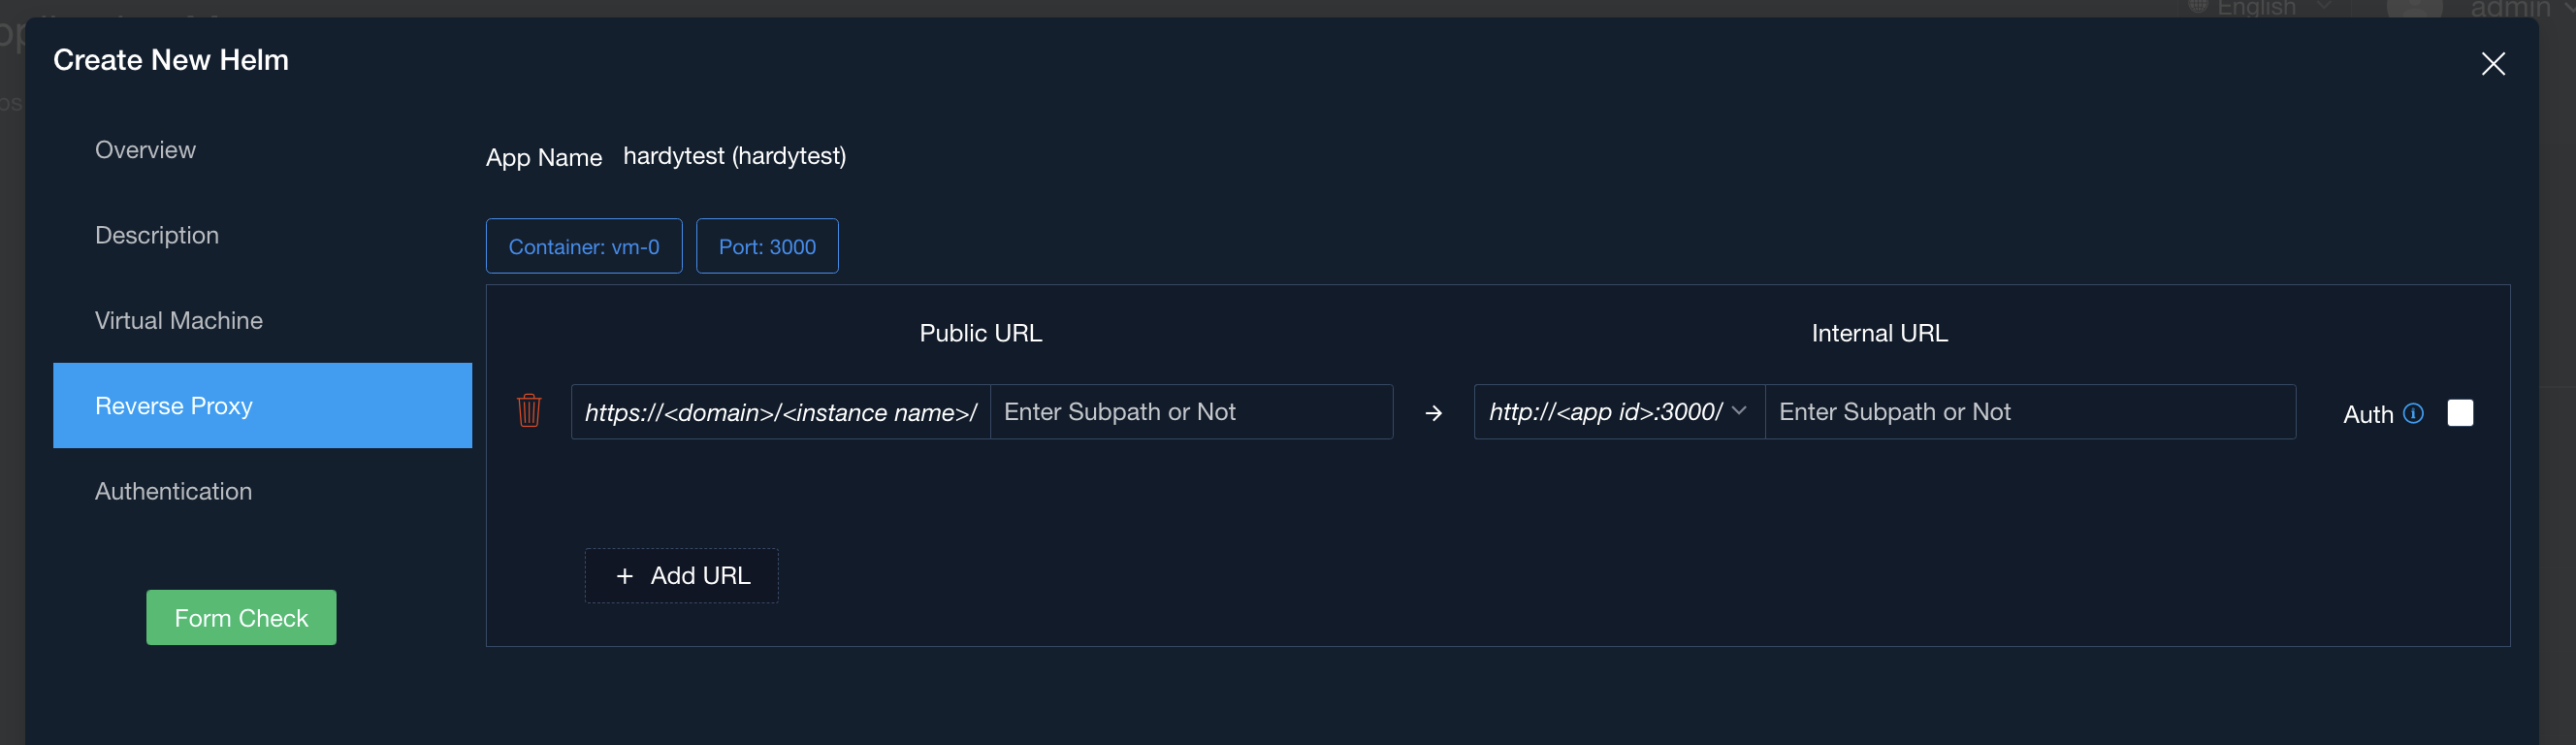 English
admin
Create New Helm
Overview
Description
Virtual Machine
Reverse Proxy
Authentication
Form Check
App Name hardytest (hardytest)
Container: vm-0 Port: 3000
Public URL Internal URL
https://<domain>/<instance name>/ Enter Subpath or Not → http://<app id>:3000/ Enter Subpath or Not Auth
+ Add URL